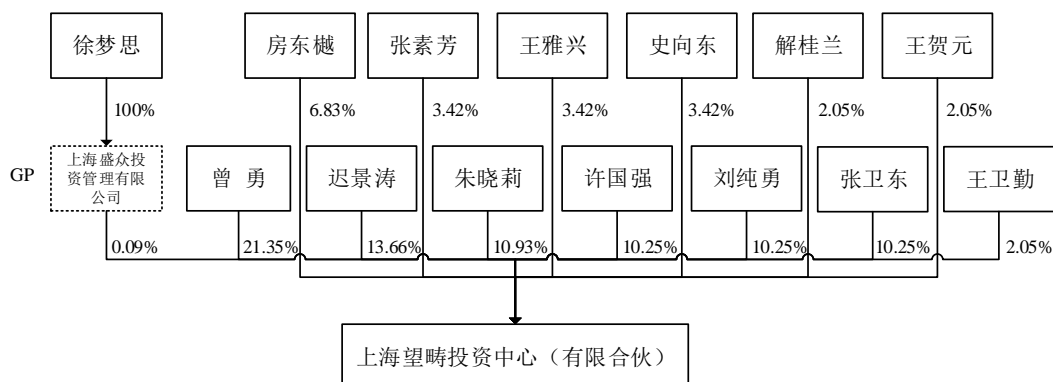 徐梦思
房东樾
张素芳
王雅兴
史向东
解桂兰
王贺元
100%
6.83%
3.42%
3.42%
3.42%
2.05%
2.05%
GP
上海盛众投
资管理有限
公司
曾 勇
迟景涛
朱晓莉
许国强
刘纯勇
张卫东
王卫勤
0.09%
21.35%
13.66%
10.93%
10.25%
10.25%
10.25%
2.05%
上海望畴投资中心（有限合伙）